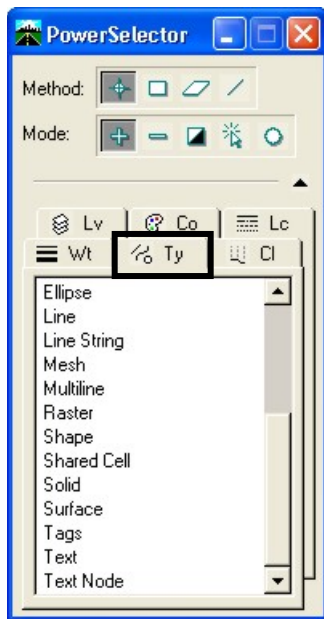 PowerSelector
Method:
Mode:
Lv Co Lc
Wt Ty Cl
Ellipse
Line
Line String
Mesh
Multiline
Raster
Shape
Shared Cell
Solid
Surface
Tags
Text
Text Node